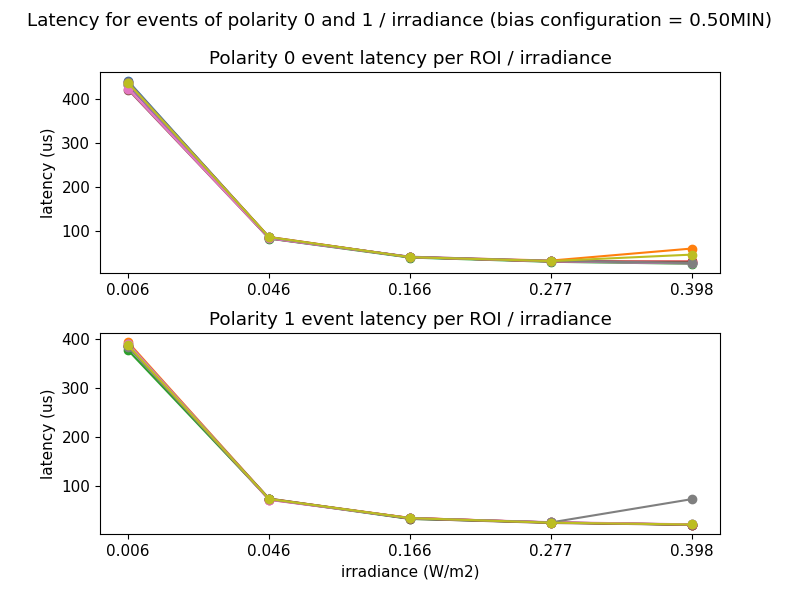 Latency for events of polarity 0 and 1 / irradiance (bias configuration = 0.50MIN)
Polarity 0 event latency per ROI / irradiance
latency (us)
400
300
200
100
0.006 0.046 0.166 0.277 0.398
Polarity 1 event latency per ROI / irradiance
latency (us)
400
300
200
100
0.006 0.046 0.166 0.277 0.398
irradiance (W/m2)